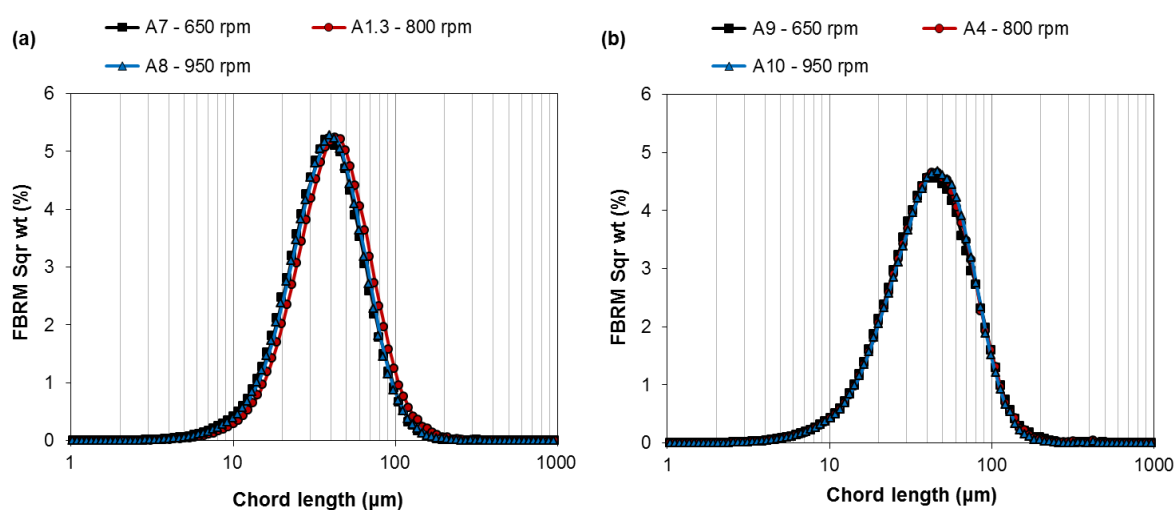 (a)
A7 - 650 rpm
A1.3 - 800 rpm
A8 - 950 rpm
FBRM Sqr wt (%)
6
5
4
3
2
1
0
1
10
100
1000
Chord length (µm)
(b)
A9 - 650 rpm
A4 - 800 rpm
A10 - 950 rpm
FBRM Sqr wt (%)
6
5
4
3
2
1
0
1
10
100
1000
Chord length (µm)